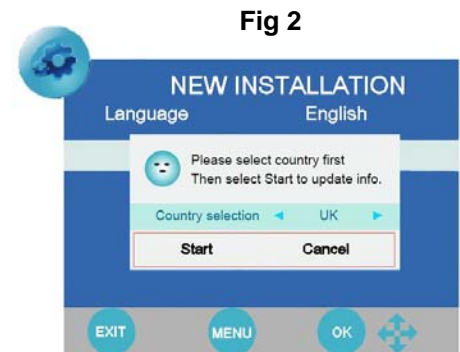 Fig 2
NEW INSTALLATION
Language English
Please select country first
Then select Start to update info.
Country selection UK
Start Cancel
EXIT MENU OK